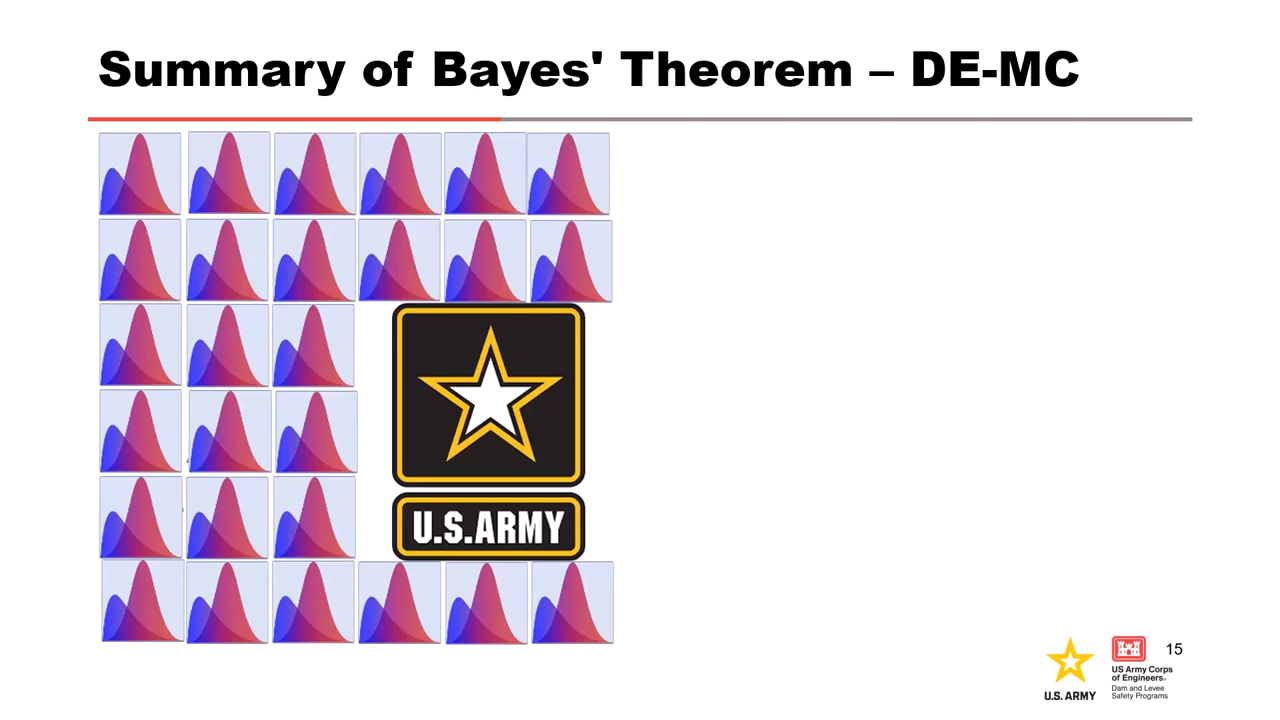 Summary of Bayes' Theorem – DE-MC
U.S.ARMY
15
U.S. ARMY
US Army Corps
of Engineers®
Dam and Levee
Safety Programs